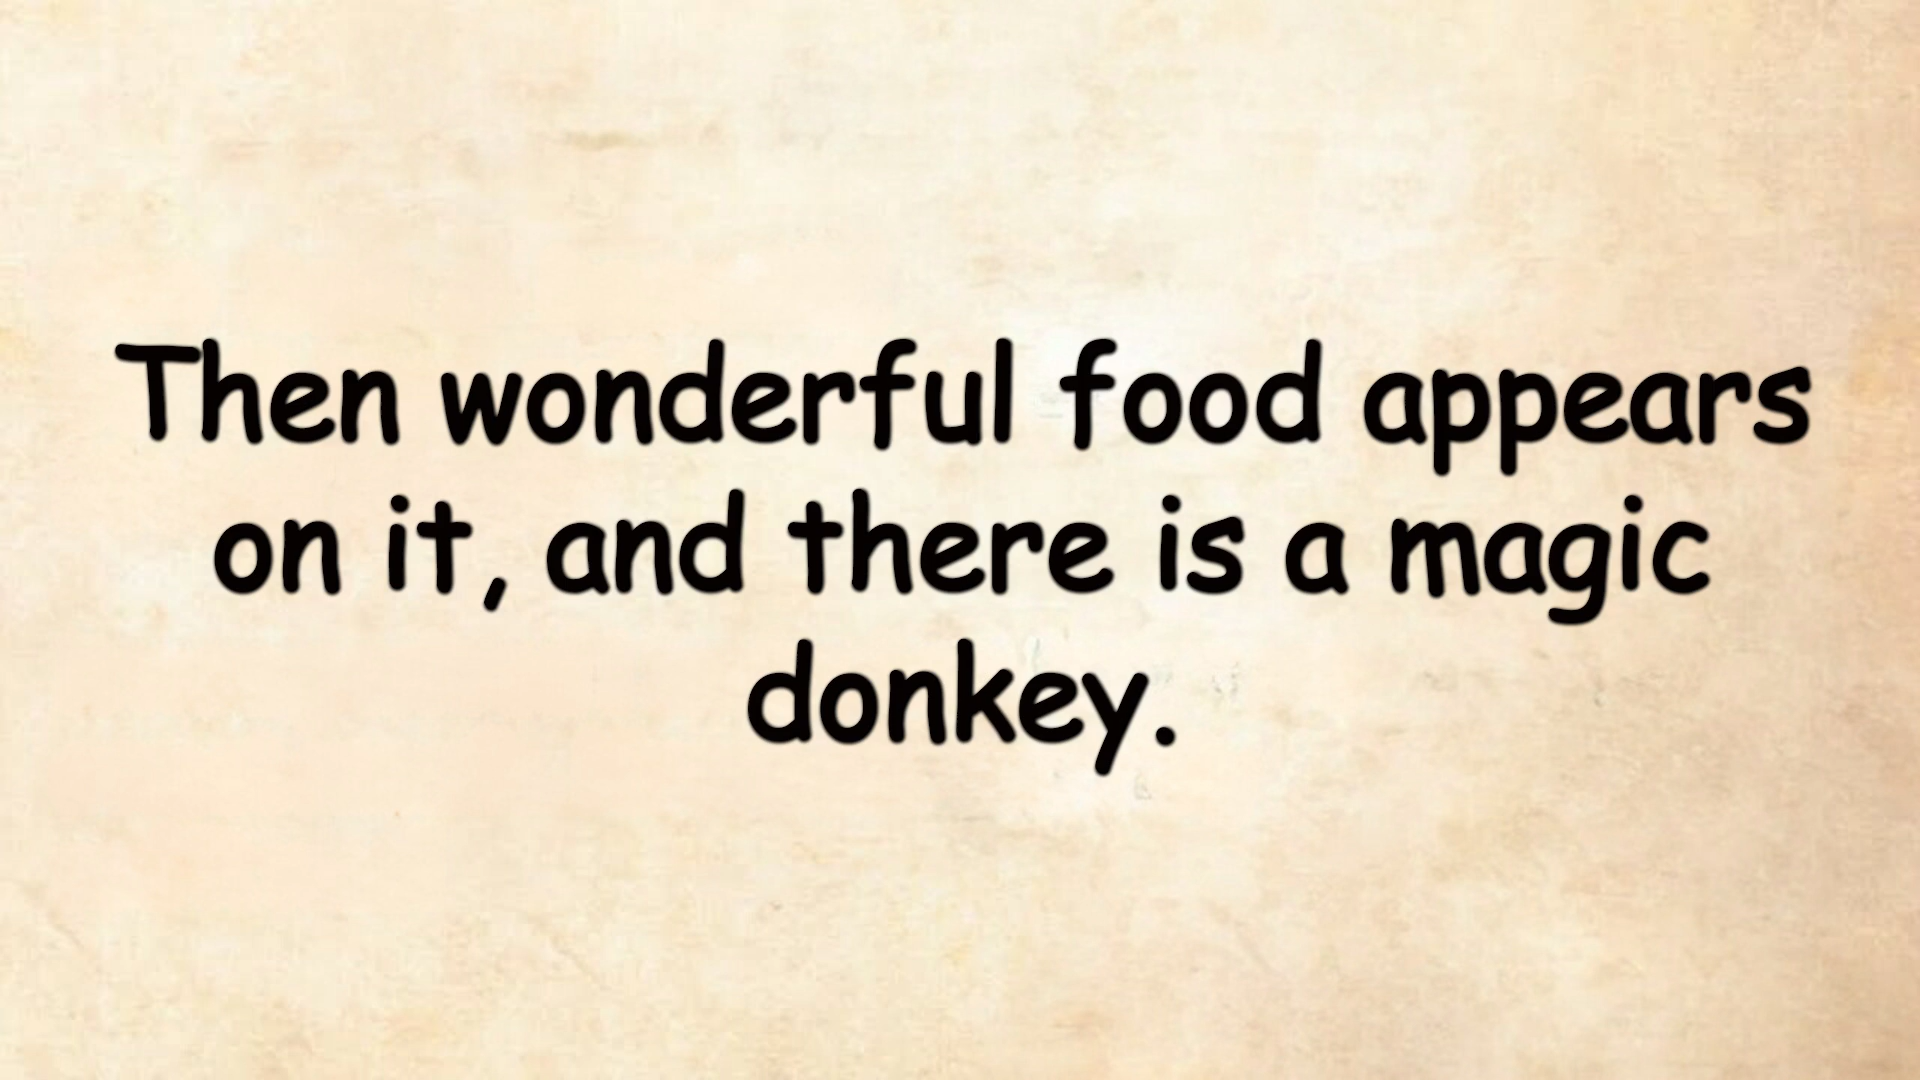 Then wonderful food appears
on it, and there is a magic
donkey.